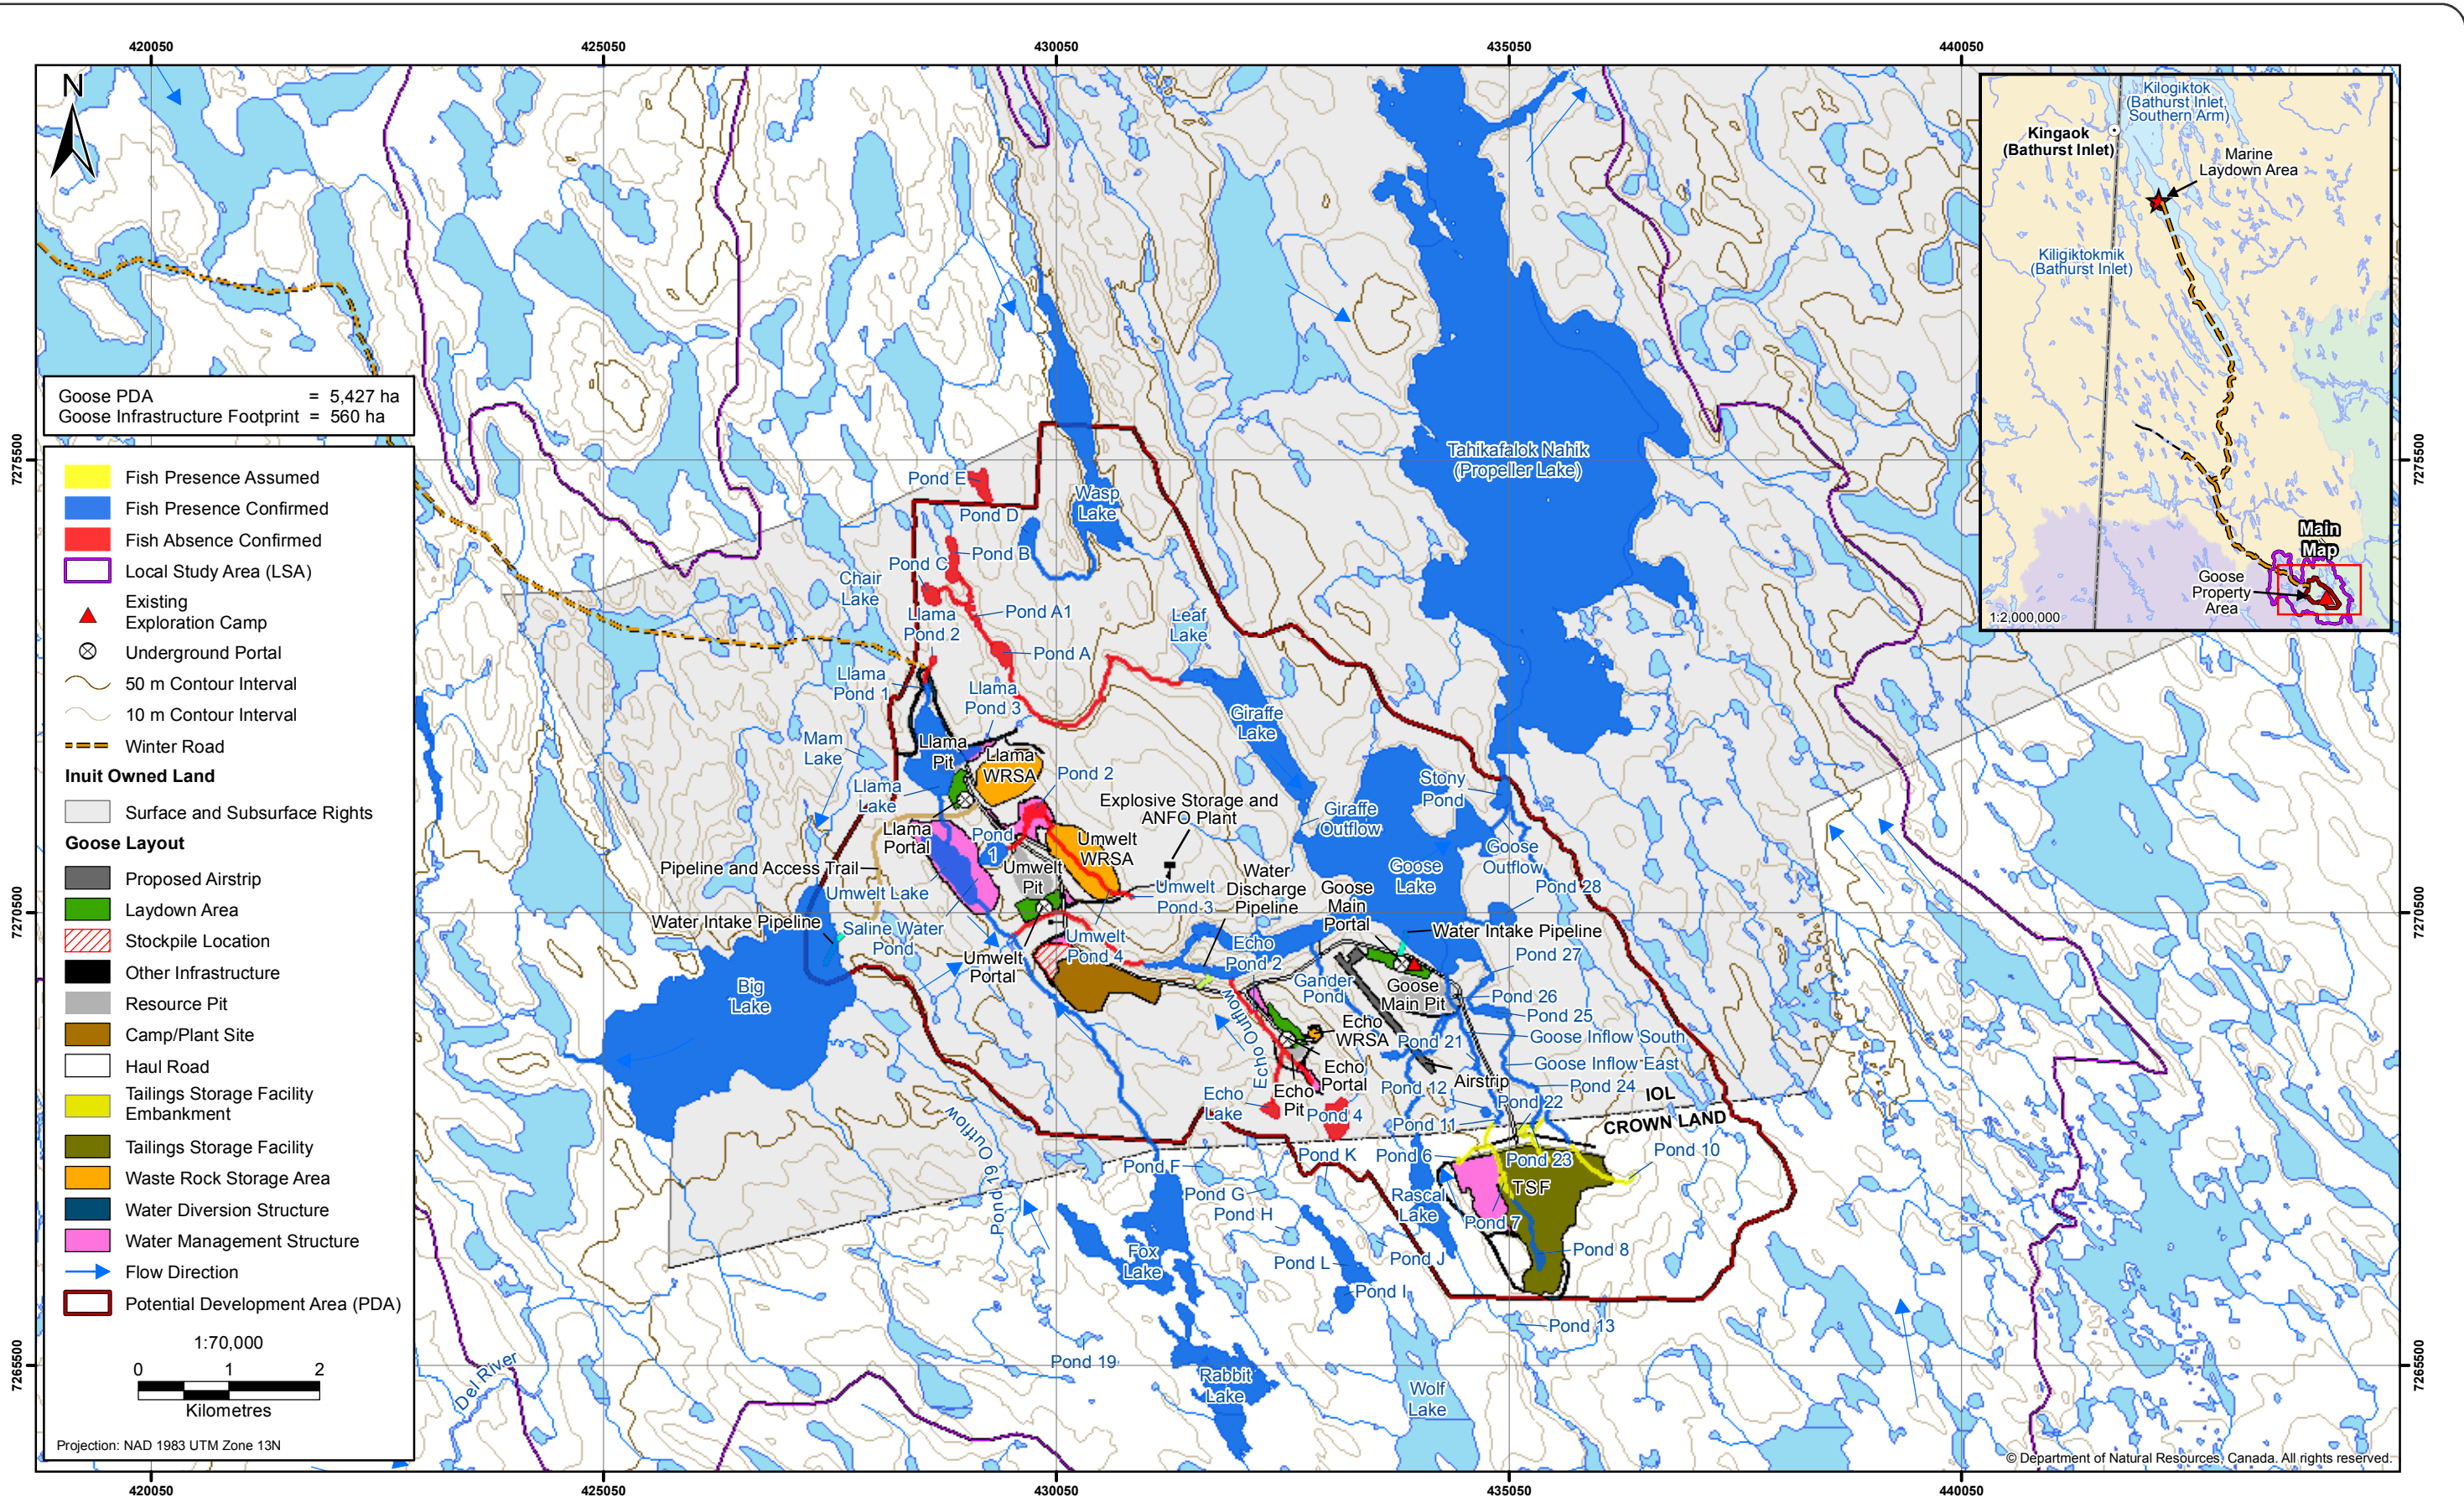 420050
425050
430050
435050
440050
N
Kilogiktok
(Bathurst Inlet,
Southern Arm)
Kingaok
(Bathurst Inlet)
Marine
Laydown Area
Kiligiktokmik
(Bathurst Inlet)
Main
Map
Goose
Property
Area
1:2,000,000
7275500
7275500
7270500
7270500
7265500
7265500
Goose PDA = 5,427 ha
Goose Infrastructure Footprint = 560 ha
Fish Presence Assumed
Fish Presence Confirmed
Fish Absence Confirmed
Local Study Area (LSA)
Existing
Exploration Camp
Underground Portal
50 m Contour Interval
10 m Contour Interval
Winter Road
Inuit Owned Land
Surface and Subsurface Rights
Goose Layout
Proposed Airstrip
Laydown Area
Stockpile Location
Other Infrastructure
Resource Pit
Camp/Plant Site
Haul Road
Tailings Storage Facility
Embankment
Tailings Storage Facility
Waste Rock Storage Area
Water Diversion Structure
Water Management Structure
Flow Direction
Potential Development Area (PDA)
1:70,000
0 1 2
Kilometres
Projection: NAD 1983 UTM Zone 13N
Tahikafalok Nahik
(Propeller Lake)
Pond E
Wasp
Lake
Pond D
Pond B
Pond C
Chair
Lake
Llama
Pond 2
Pond A1
Leaf
Lake
Pond A
Llama
Pond 1
Llama
Pond 3
Giraffe
Lake
Mam
Lake
Llama
Pit
Llama
WRSA
Pond 2
Llama
Lake
Explosive Storage and
ANFO Plant
Stony
Pond
Giraffe
Outflow
Llama
Portal
Pond
1
Umwelt
WRSA
Goose
Outflow
Pipeline and Access Trail
Umwelt
Pit
Water
Discharge
Pipeline
Goose
Lake
Umwelt Lake
Umwelt
Pond 3
Goose
Main
Portal
Pond 28
Water Intake Pipeline
Saline Water
Pond
Umwelt
Pond 4
Echo
Pond 2
Water Intake Pipeline
Umwelt
Portal
Pond 27
Big
Lake
Gander
Pond
Goose
Main Pit
Pond 26
Pond 25
Echo
WRSA
Echo Outflow
Pond 21
Goose Inflow South
Goose Inflow East
Echo
Portal
Airstrip
Pond 12
Pond 24
Echo
Lake
Echo
Pit
Pond 4
Pond 22
IOL
CROWN LAND
Pond 11
Pond 19 Outflow
Pond F
Pond K
Pond 6
Pond 23
Pond 10
TSF
Pond G
Pond H
Rascal
Lake
Pond 7
Fox
Lake
Pond L
Pond J
Pond 8
Pond I
Pond 13
Pond 19
Rabbit
Lake
Wolf
Lake
Del River
© Department of Natural Resources, Canada. All rights reserved.
420050
425050
430050
435050
440050